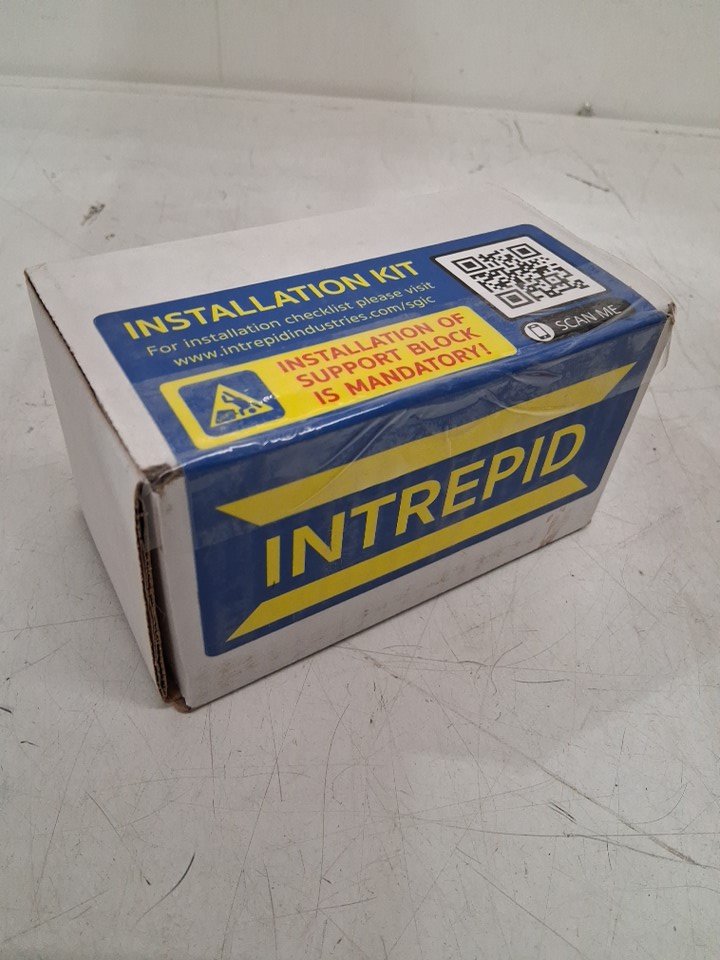 INSTALLATION KIT
For installation checklist please visit
www.intrepidindustries.com/sgic
INSTALLATION OF
SUPPORT BLOCK
IS MANDATORY!
SCAN ME
INTREPID